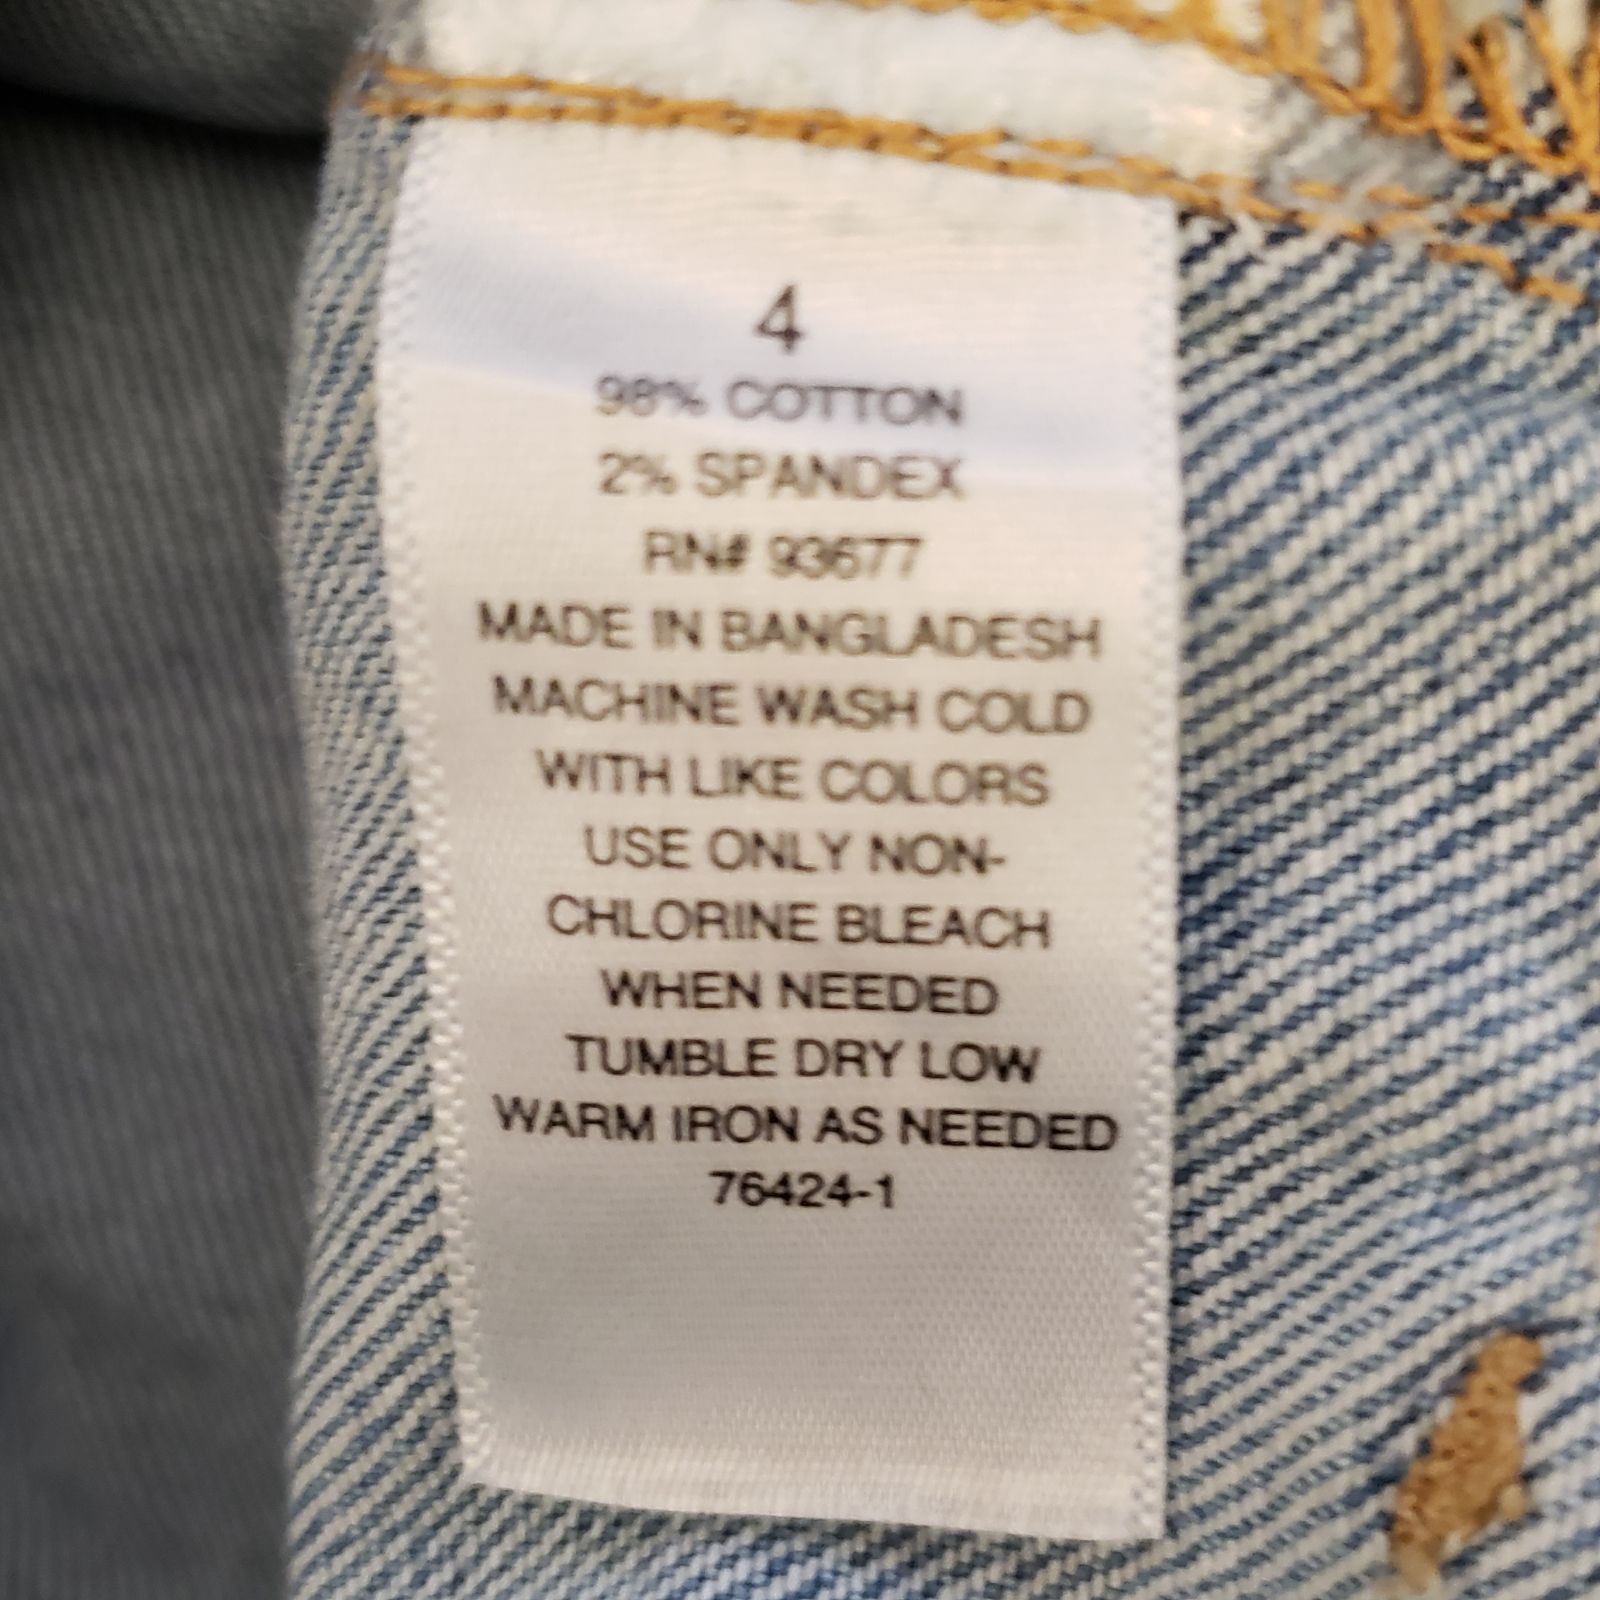 4
98% COTTON
2% SPANDEX
RN# 93677
MADE IN BANGLADESH
MACHINE WASH COLD
WITH LIKE COLORS
USE ONLY NON-
CHLORINE BLEACH
WHEN NEEDED
TUMBLE DRY LOW
WARM IRON AS NEEDED
76424-1